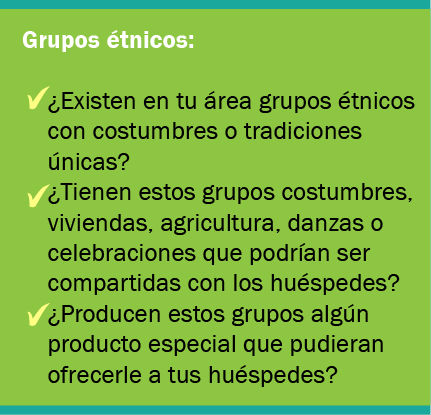 Grupos étnicos:
¿Existen en tu área grupos étnicos
con costumbres o tradiciones
únicas?
¿Tienen estos grupos costumbres,
viviendas, agricultura, danzas o
celebraciones que podrían ser
compartidas con los huéspedes?
¿Producen estos grupos algún
producto especial que pudieran
ofrecerle a tus huéspedes?